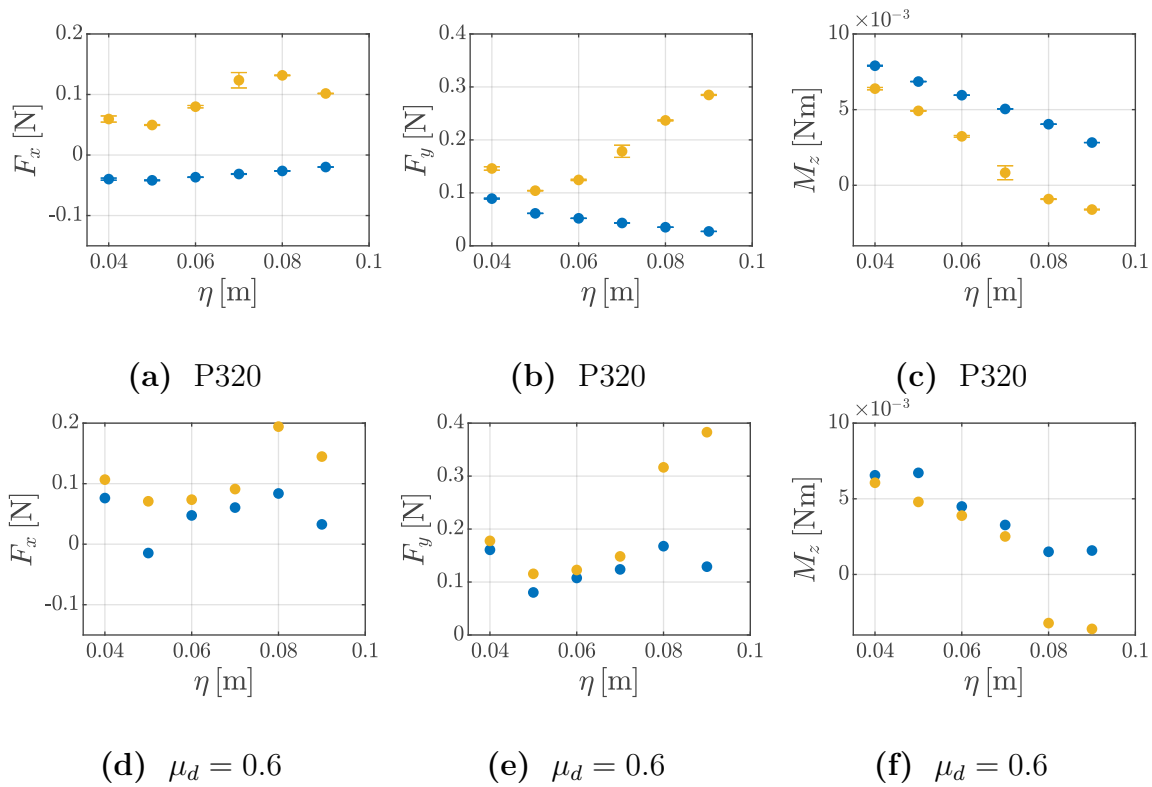 0.2
0.1
0
-0.1
F_x [N]
0.04 0.06 0.08 0.1
η [m]
(a) P320
0.4
0.3
0.2
0.1
0
F_y [N]
0.04 0.06 0.08 0.1
η [m]
(b) P320
×10⁻³
10
5
0
M_z [Nm]
0.04 0.06 0.08 0.1
η [m]
(c) P320
0.2
0.1
0
-0.1
F_x [N]
0.04 0.06 0.08 0.1
η [m]
(d) μ_d = 0.6
0.4
0.3
0.2
0.1
0
F_y [N]
0.04 0.06 0.08 0.1
η [m]
(e) μ_d = 0.6
×10⁻³
10
5
0
M_z [Nm]
0.04 0.06 0.08 0.1
η [m]
(f) μ_d = 0.6